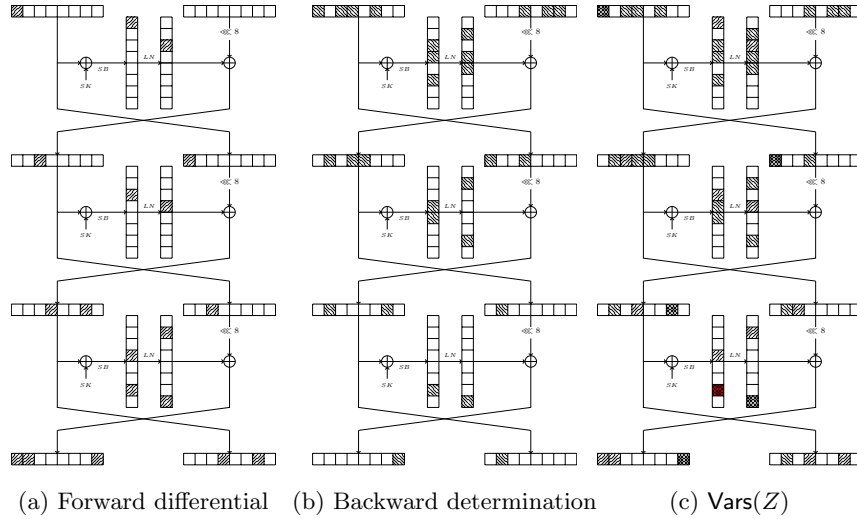 ⋘ 8 ⋘ 8 ⋘ 8
SB LN SB LN SB LN
SK SK SK
⋘ 8 ⋘ 8 ⋘ 8
SB LN SB LN SB LN
SK SK SK
⋘ 8 ⋘ 8 ⋘ 8
SB LN SB LN SB LN
SK SK SK
(a) Forward differential (b) Backward determination (c) Vars(Z)